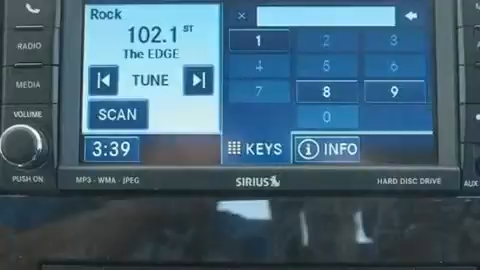 Rock
102.1 ST
The EDGE
TUNE
SCAN
3:39
1 2 3
4 5 6
7 8 9
0
KEYS
INFO
RADIO
MEDIA
VOLUME
PUSH ON
MP3 - WMA - JPEG
SIRIUS
HARD DISC DRIVE
AUX